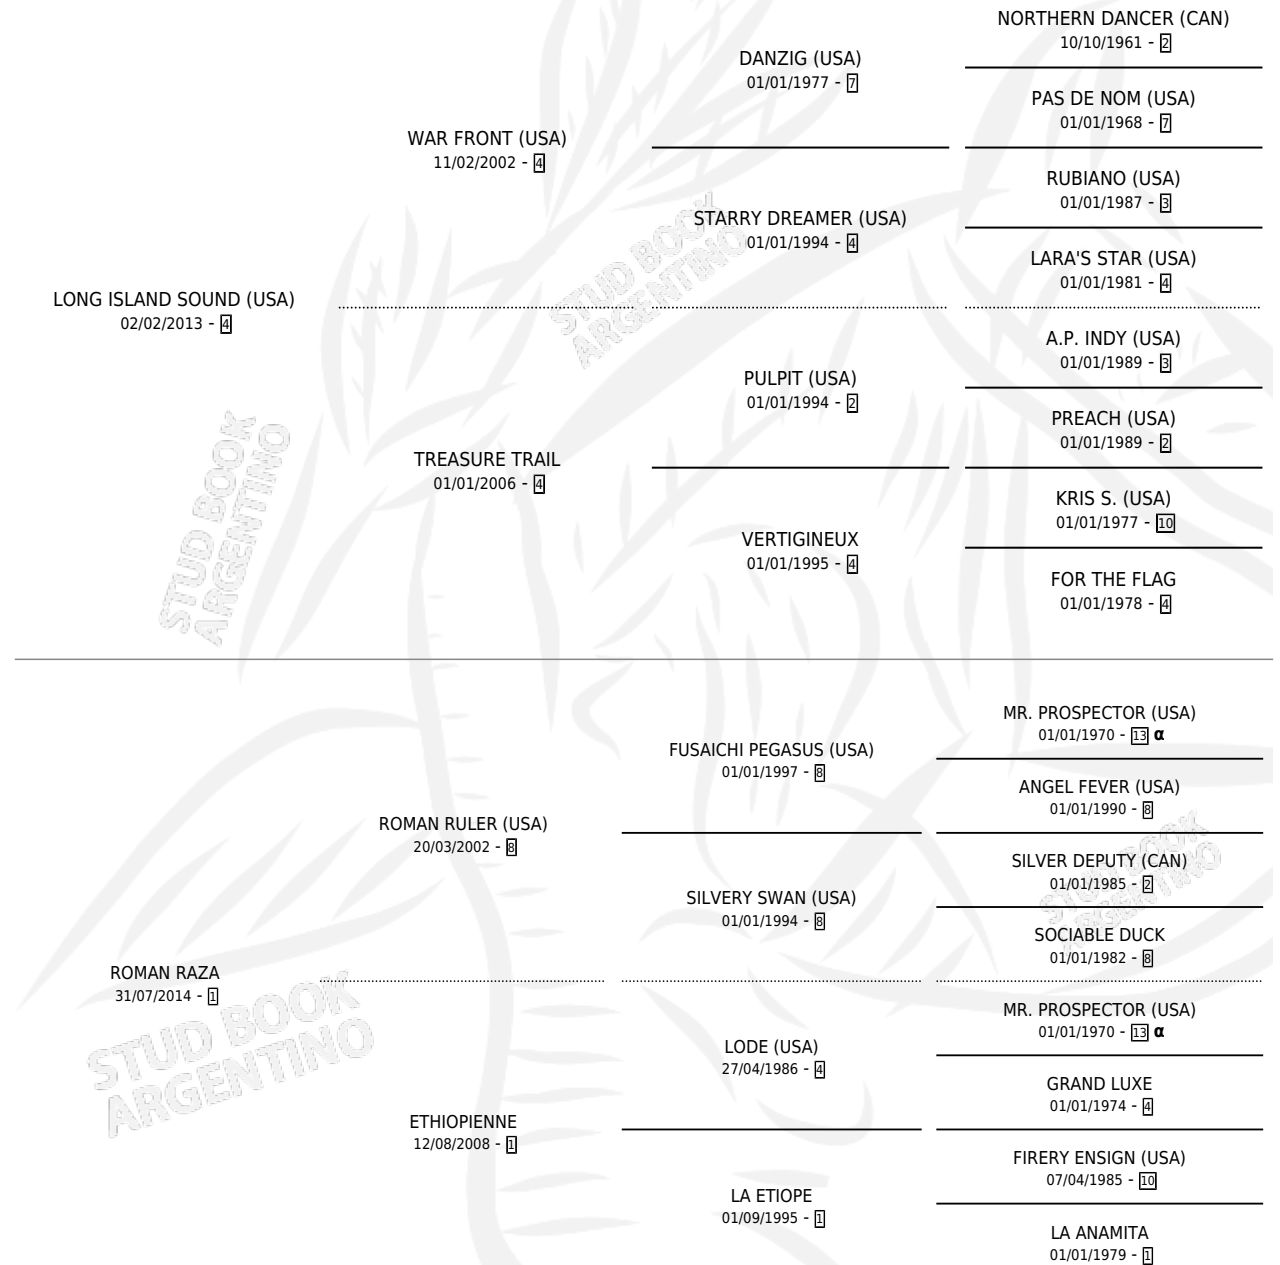 NORTHERN DANCER (CAN)
10/10/1961 - 2
DANZIG (USA)
01/01/1977 - 7
PAS DE NOM (USA)
01/01/1968 - 7
WAR FRONT (USA)
11/02/2002 - 4
RUBIANO (USA)
01/01/1987 - 3
STARRY DREAMER (USA)
01/01/1994 - 4
LARA'S STAR (USA)
01/01/1981 - 4
LONG ISLAND SOUND (USA)
02/02/2013 - 4
A.P. INDY (USA)
01/01/1989 - 3
PULPIT (USA)
01/01/1994 - 2
PREACH (USA)
01/01/1989 - 2
TREASURE TRAIL
01/01/2006 - 4
KRIS S. (USA)
01/01/1977 - 10
VERTIGINEUX
01/01/1995 - 4
FOR THE FLAG
01/01/1978 - 4
MR. PROSPECTOR (USA)
01/01/1970 - 13 α
FUSAICHI PEGASUS (USA)
01/01/1997 - 8
ANGEL FEVER (USA)
01/01/1990 - 8
ROMAN RULER (USA)
20/03/2002 - 8
SILVER DEPUTY (CAN)
01/01/1985 - 2
SILVERY SWAN (USA)
01/01/1994 - 8
SOCIABLE DUCK
01/01/1982 - 8
ROMAN RAZA
31/07/2014 - 1
MR. PROSPECTOR (USA)
01/01/1970 - 13 α
LODE (USA)
27/04/1986 - 4
GRAND LUXE
01/01/1974 - 4
ETHIOPIENNE
12/08/2008 - 1
FIRERY ENSIGN (USA)
07/04/1985 - 10
LA ETIOPE
01/09/1995 - 1
LA ANAMITA
01/01/1979 - 1
STUD BOOK
ARGENTINO
STUD BOOK
ARGENTINO
STUD BOOK
ARGENTINO
STUD BOOK
ARGENTINO